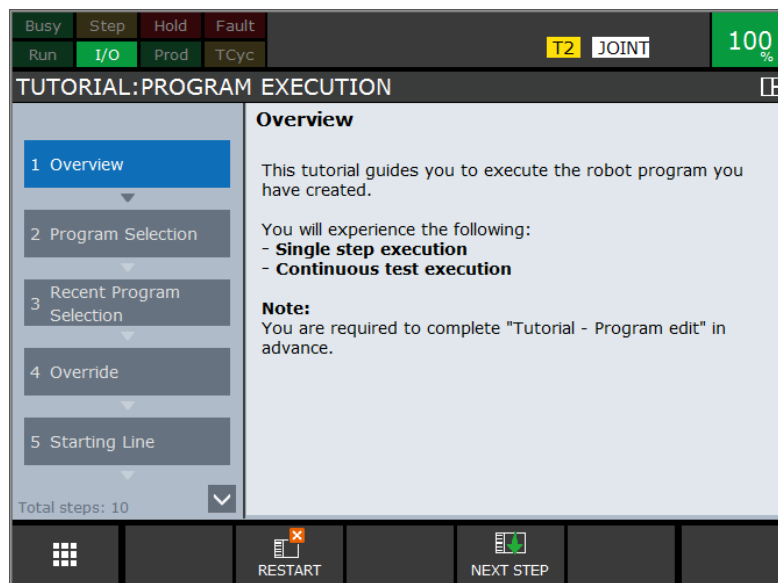 Busy Step Hold Fault
Run I/O Prod TCyc
T2 JOINT
100
%
TUTORIAL:PROGRAM EXECUTION
Overview
1 Overview
2 Program Selection
3 Recent Program
Selection
4 Override
5 Starting Line
Total steps: 10
This tutorial guides you to execute the robot program you
have created.
You will experience the following:
- Single step execution
- Continuous test execution
Note:
You are required to complete "Tutorial - Program edit" in
advance.
RESTART
NEXT STEP